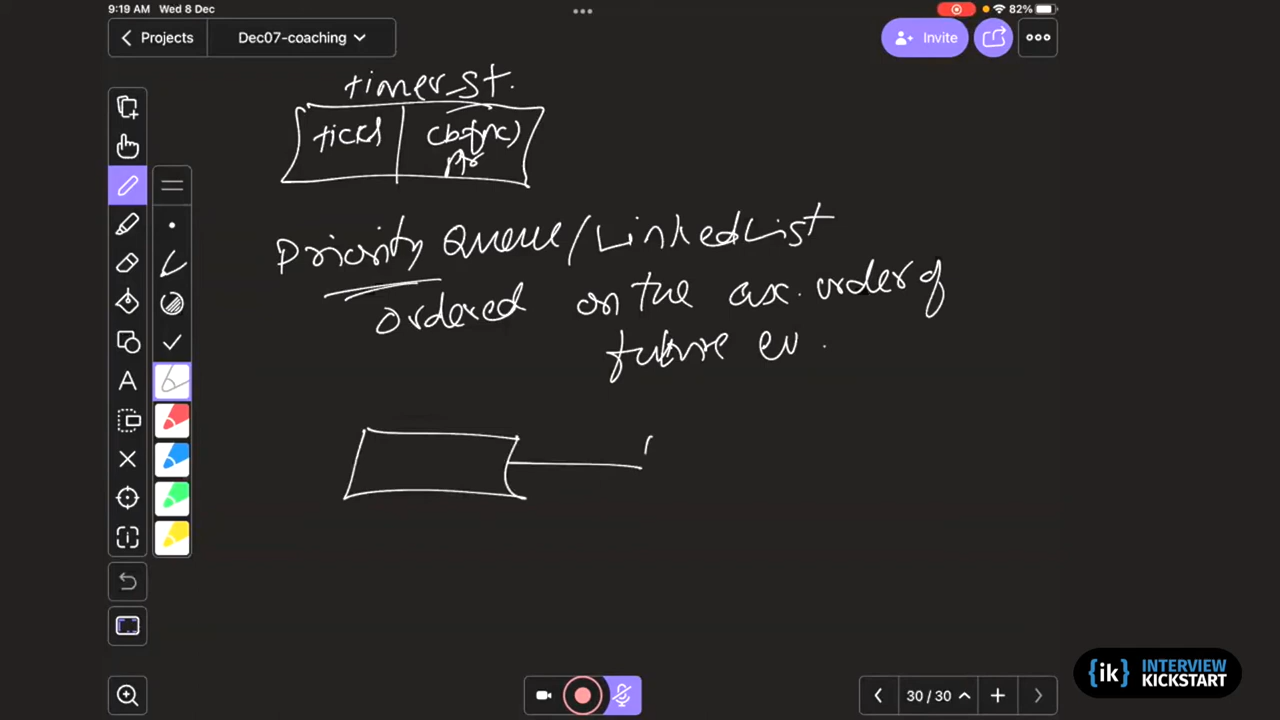 9:19 AM Wed 8 Dec
82%
Projects
Dec07-coaching
Invite
timer_st.
ticks
cb(fnc)
ptr
Priority Queue/LinkedList
ordered on the asc. order of
future ev.
A
30 / 30
{ik} INTERVIEW
KICKSTART